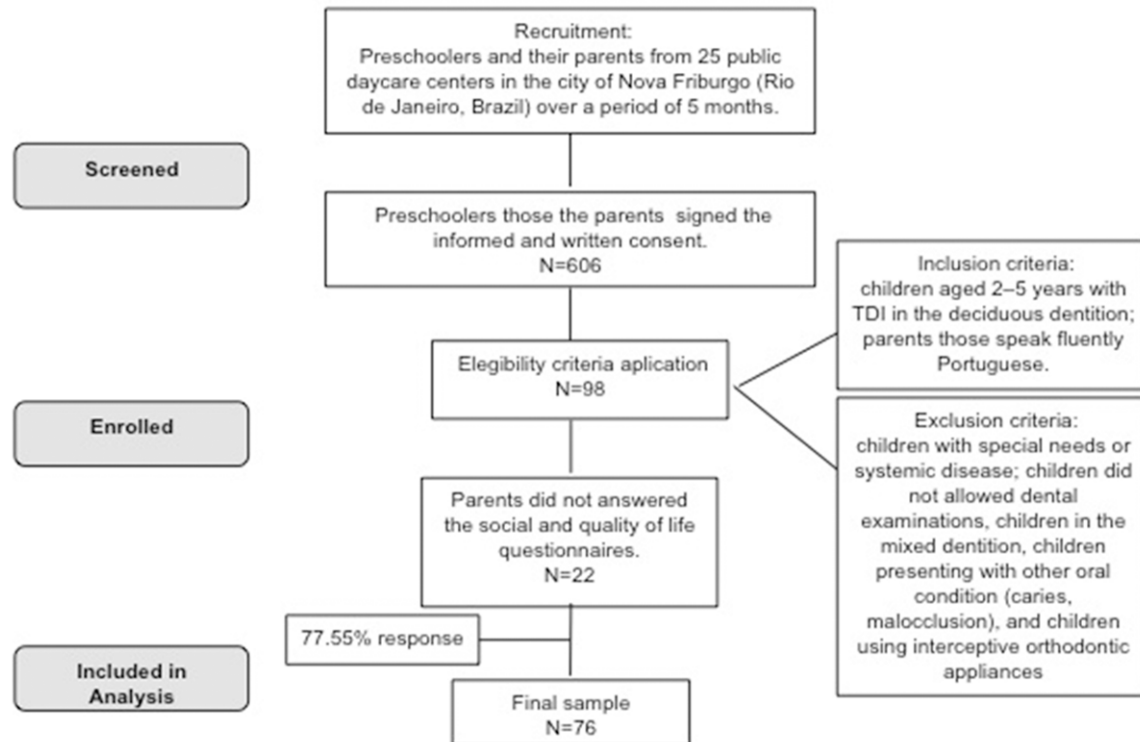 Recruitment:
Preschoolers and their parents from 25 public
daycare centers in the city of Nova Friburgo (Rio
de Janeiro, Brazil) over a period of 5 months.
Screened
Preschoolers those the parents signed the
informed and written consent.
N=606
Inclusion criteria:
children aged 2–5 years with
TDI in the deciduous dentition;
parents those speak fluently
Portuguese.
Elegibility criteria aplication
N=98
Enrolled
Exclusion criteria:
children with special needs or
systemic disease; children did
not allowed dental
examinations, children in the
mixed dentition, children
presenting with other oral
condition (caries,
malocclusion), and children
using interceptive orthodontic
appliances
Parents did not answered
the social and quality of life
questionnaires.
N=22
77.55% response
Included in
Analysis
Final sample
N=76